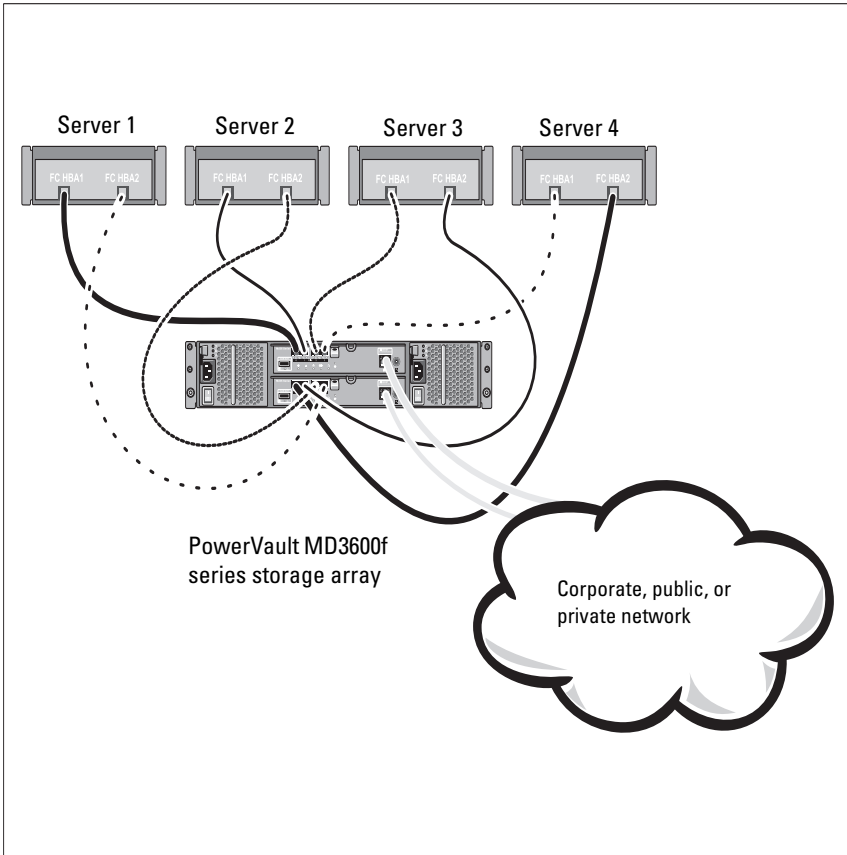 Server 1
Server 2
Server 3
Server 4
FC HBA1 FC HBA2
FC HBA1 FC HBA2
FC HBA1 FC HBA2
FC HBA1 FC HBA2
PowerVault MD3600f
series storage array
Corporate, public, or
private network